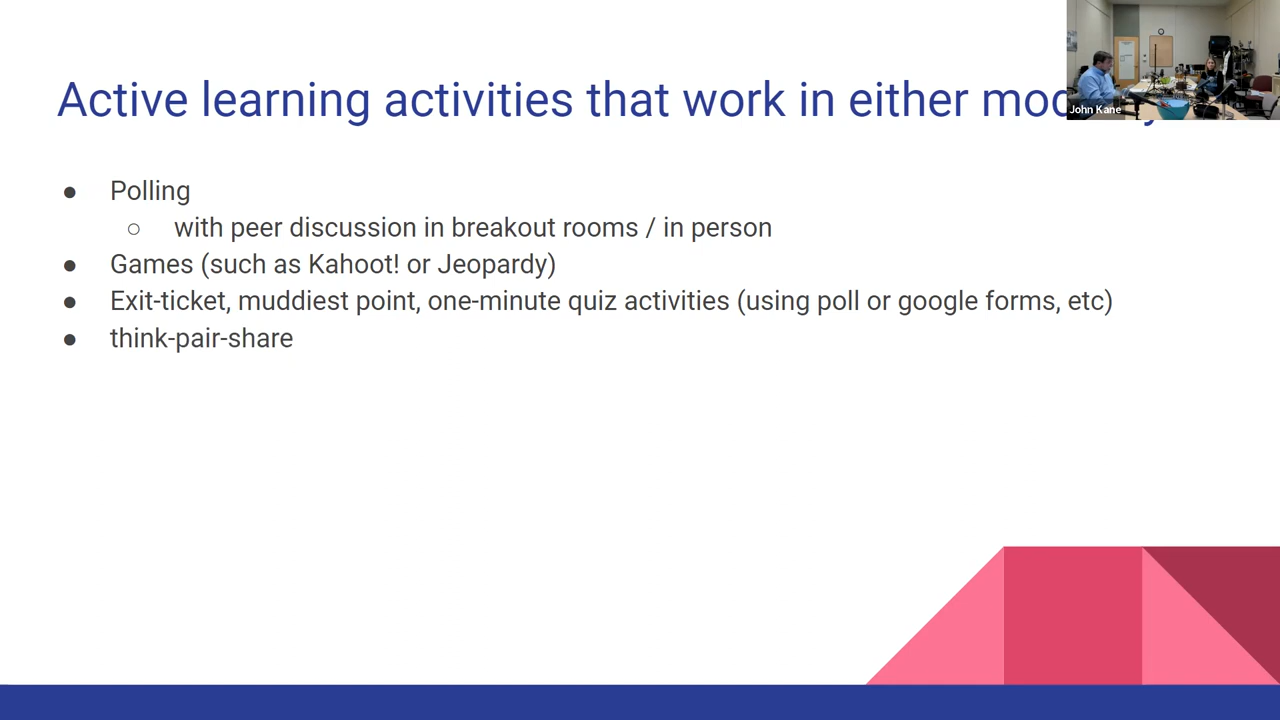 Active learning activities that work in either
John Kane
● Polling
○ with peer discussion in breakout rooms / in person
● Games (such as Kahoot! or Jeopardy)
● Exit-ticket, muddiest point, one-minute quiz activities (using poll or google forms, etc)
● think-pair-share